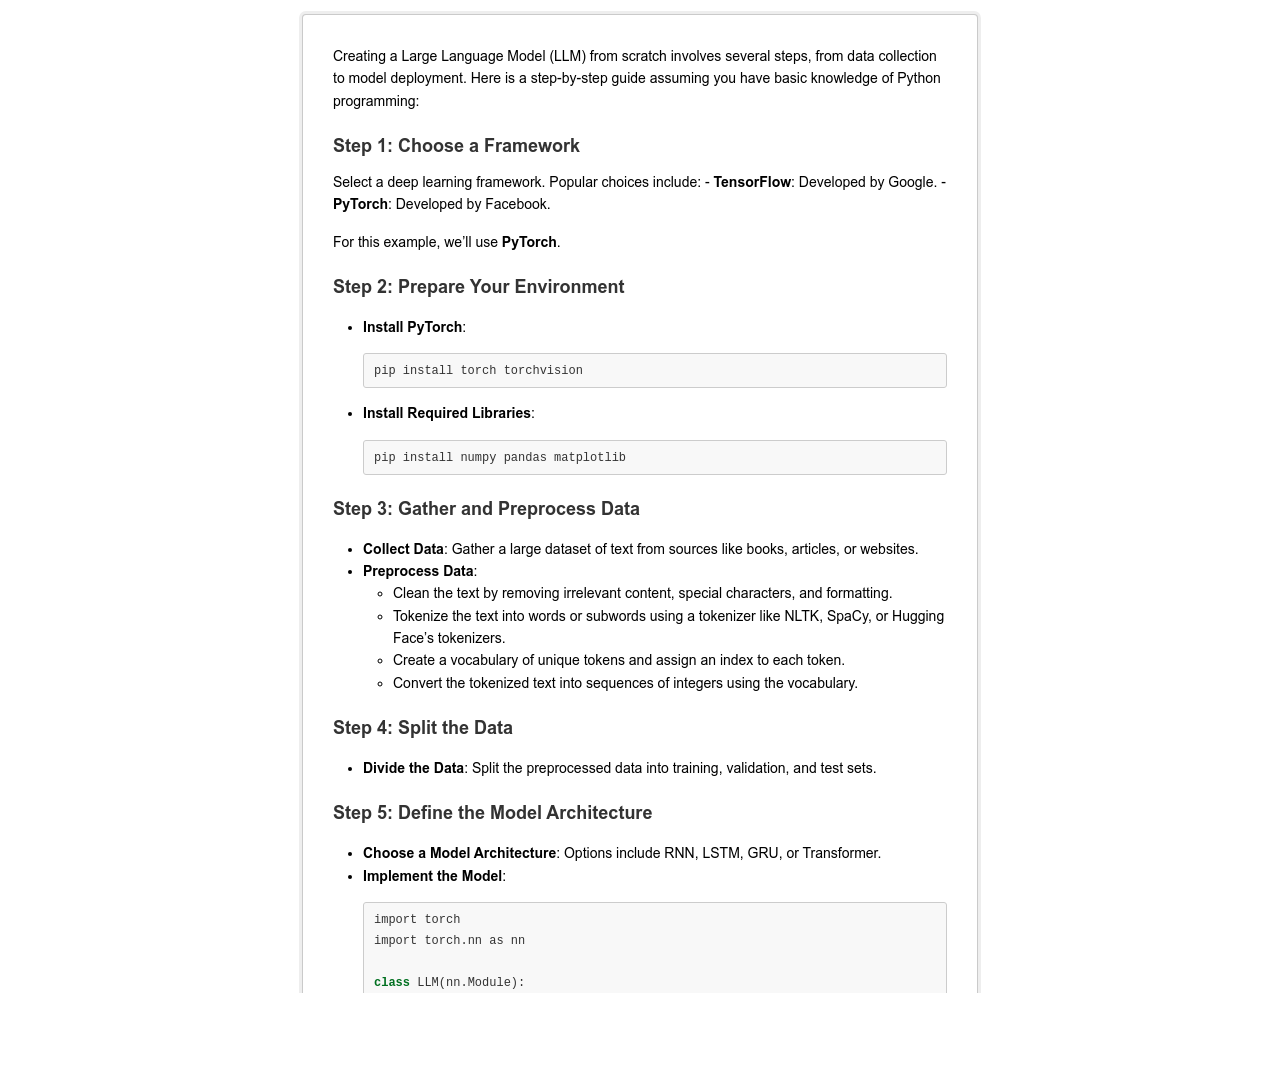 Creating a Large Language Model (LLM) from scratch involves several steps, from data collection
to model deployment. Here is a step-by-step guide assuming you have basic knowledge of Python
programming:
Step 1: Choose a Framework
Select a deep learning framework. Popular choices include: - TensorFlow: Developed by Google. -
PyTorch: Developed by Facebook.
For this example, we’ll use PyTorch.
Step 2: Prepare Your Environment
• Install PyTorch:
pip install torch torchvision
• Install Required Libraries:
pip install numpy pandas matplotlib
Step 3: Gather and Preprocess Data
• Collect Data: Gather a large dataset of text from sources like books, articles, or websites.
• Preprocess Data:
◦ Clean the text by removing irrelevant content, special characters, and formatting.
◦ Tokenize the text into words or subwords using a tokenizer like NLTK, SpaCy, or Hugging
Face’s tokenizers.
◦ Create a vocabulary of unique tokens and assign an index to each token.
◦ Convert the tokenized text into sequences of integers using the vocabulary.
Step 4: Split the Data
• Divide the Data: Split the preprocessed data into training, validation, and test sets.
Step 5: Define the Model Architecture
• Choose a Model Architecture: Options include RNN, LSTM, GRU, or Transformer.
• Implement the Model:
import torch
import torch.nn as nn
class LLM(nn.Module):